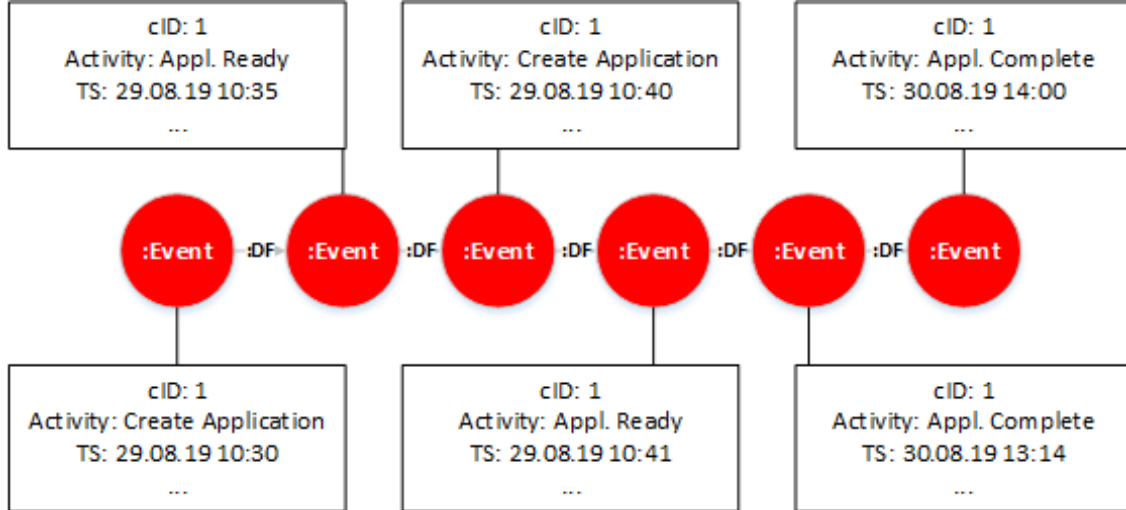 cID: 1
Activity: Appl. Ready
TS: 29.08.19 10:35
...
cID: 1
Activity: Create Application
TS: 29.08.19 10:40
...
cID: 1
Activity: Appl. Complete
TS: 30.08.19 14:00
...
:Event :DF :Event :DF :Event :DF :Event :DF :Event :DF :Event
cID: 1
Activity: Create Application
TS: 29.08.19 10:30
...
cID: 1
Activity: Appl. Ready
TS: 29.08.19 10:41
...
cID: 1
Activity: Appl. Complete
TS: 30.08.19 13:14
...